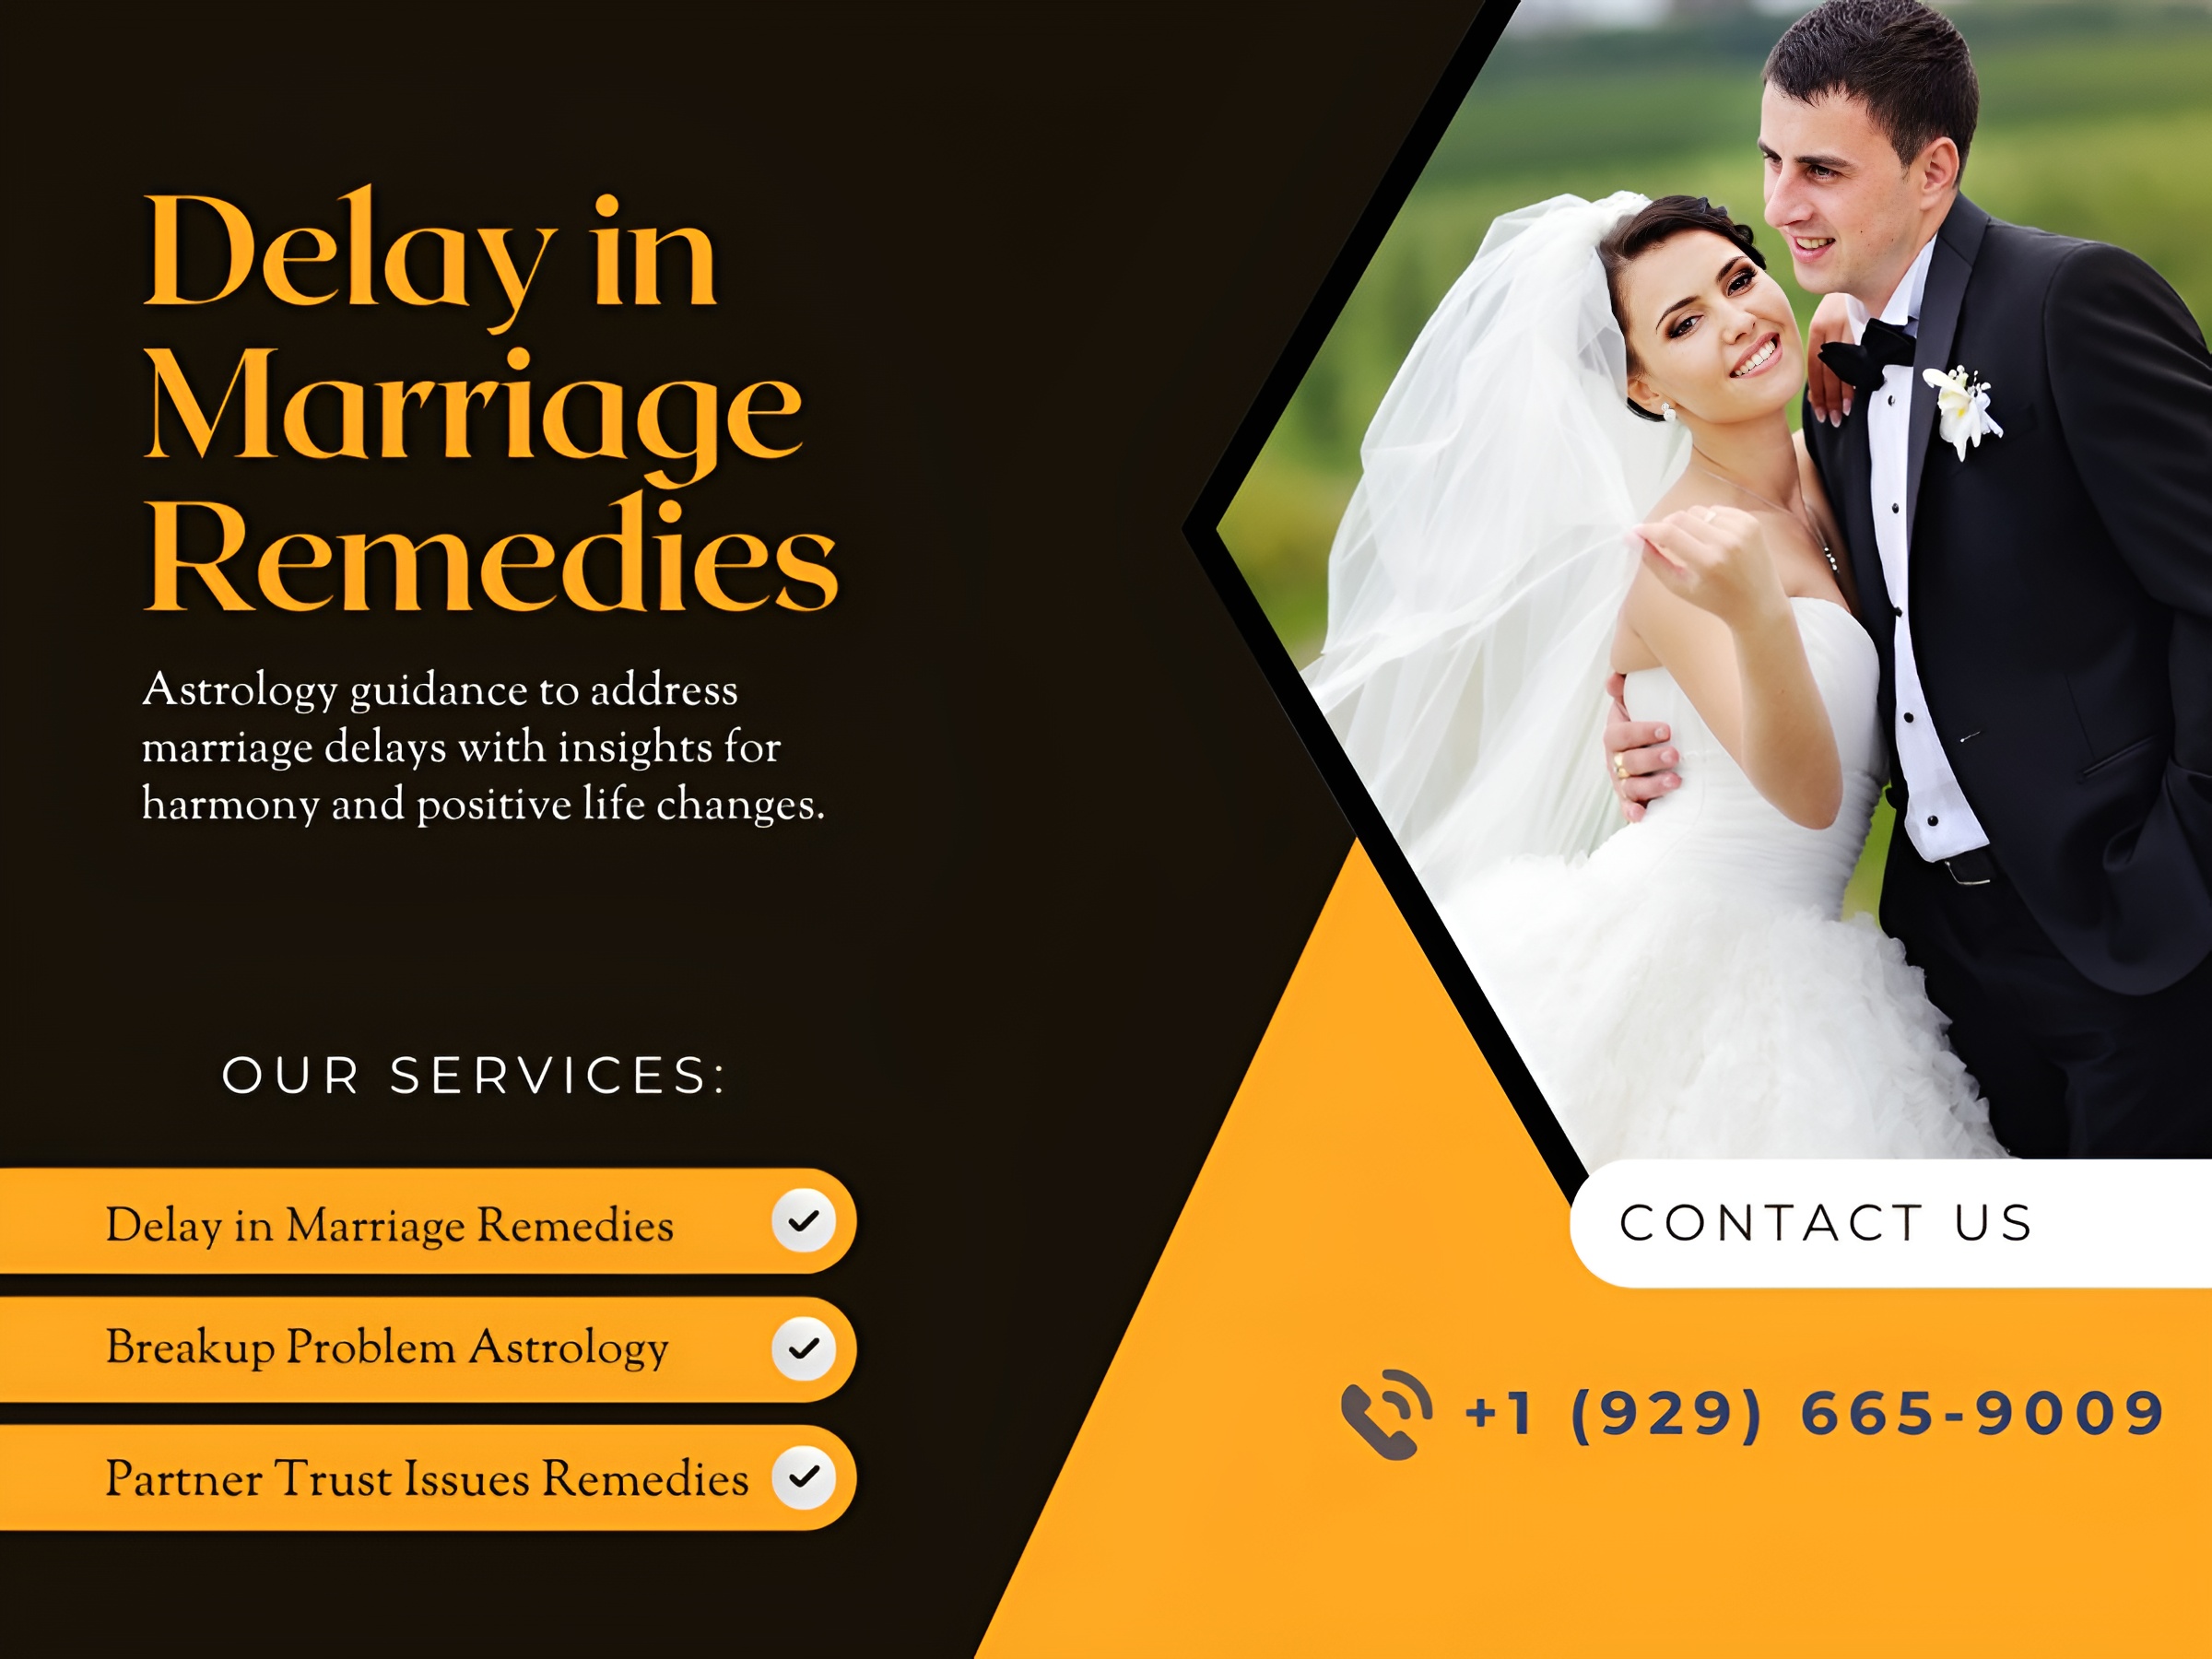 Delay in
Marriage
Remedies
Astrology guidance to address
marriage delays with insights for
harmony and positive life changes.
OUR SERVICES:
Delay in Marriage Remedies
Breakup Problem Astrology
Partner Trust Issues Remedies
CONTACT US
+1 (929) 665-9009